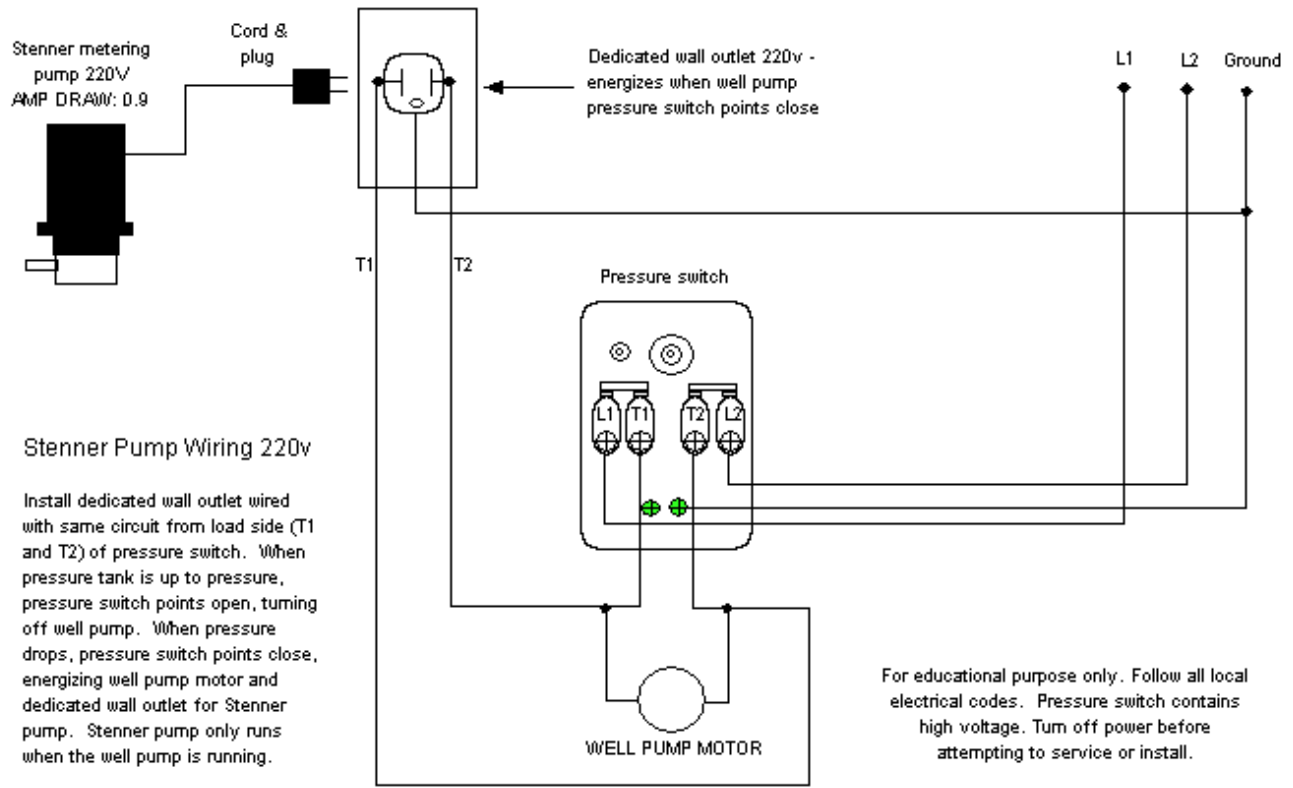 Stenner metering
pump 220V
AMP DRAW: 0.9
Cord &
plug
Dedicated wall outlet 220v -
energizes when well pump
pressure switch points close
L1
L2
Ground
T1
T2
Pressure switch
L1
T1
T2
L2
Stenner Pump Wiring 220v
Install dedicated wall outlet wired
with same circuit from load side (T1
and T2) of pressure switch. When
pressure tank is up to pressure,
pressure switch points open, turning
off well pump. When pressure
drops, pressure switch points close,
energizing well pump motor and
dedicated wall outlet for Stenner
pump. Stenner pump only runs
when the well pump is running.
WELL PUMP MOTOR
For educational purpose only. Follow all local
electrical codes. Pressure switch contains
high voltage. Turn off power before
attempting to service or install.